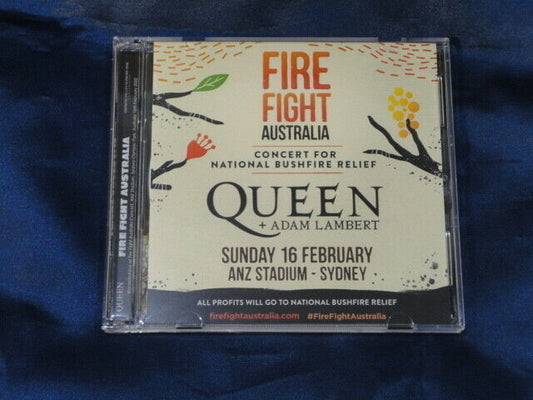 FIRE
FIGHT
AUSTRALIA
CONCERT FOR
NATIONAL BUSHFIRE RELIEF
QUEEN
+ ADAM LAMBERT
SUNDAY 16 FEBRUARY
ANZ STADIUM - SYDNEY
ALL PROFITS WILL GO TO NATIONAL BUSHFIRE RELIEF
firefightaustralia.com #FireFightAustralia
QUEEN FIRE FIGHT AUSTRALIA